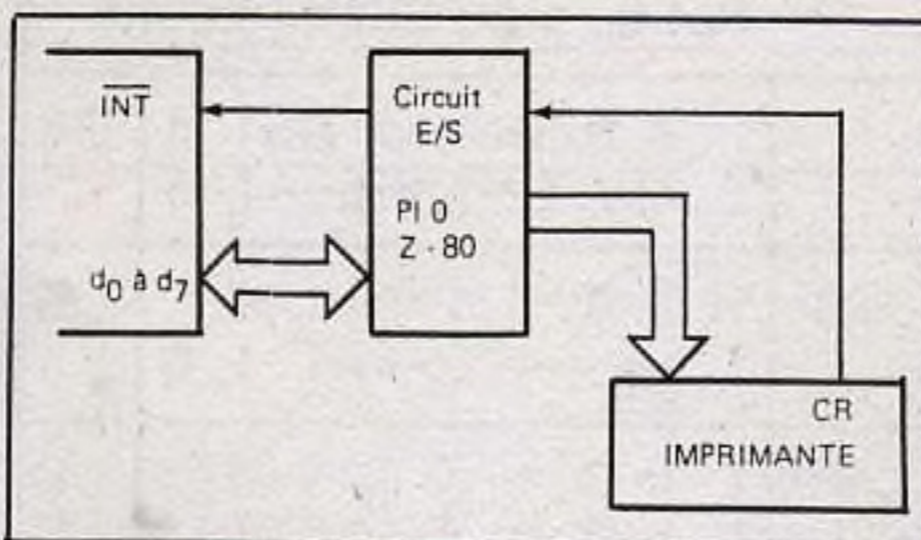 INT
d0 à d7
Circuit
E/S
PI 0
Z - 80
CR
IMPRIMANTE